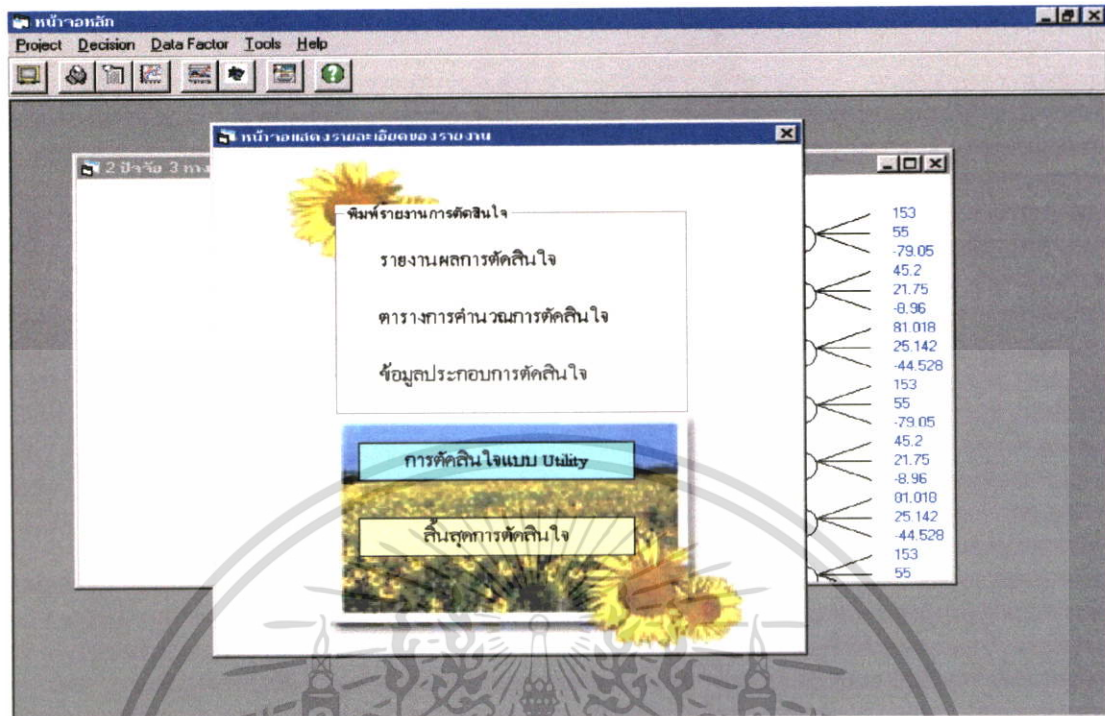 หน้าจอหลัก
Project Decision Data Factor Tools Help
หน้าจอแสดงรายละเอียดของรายงาน
2 ปัจจัย 3 ทาง
พิมพ์รายงานการตัดสินใจ
รายงานผลการตัดสินใจ
ตารางการคำนวณการตัดสินใจ
ข้อมูลประกอบการตัดสินใจ
การตัดสินใจแบบ Utility
สิ้นสุดการตัดสินใจ
153
55
-79.05
45.2
21.75
-8.96
81.018
25.142
-44.528
153
55
-79.05
45.2
21.75
-8.96
81.018
25.142
-44.528
153
55